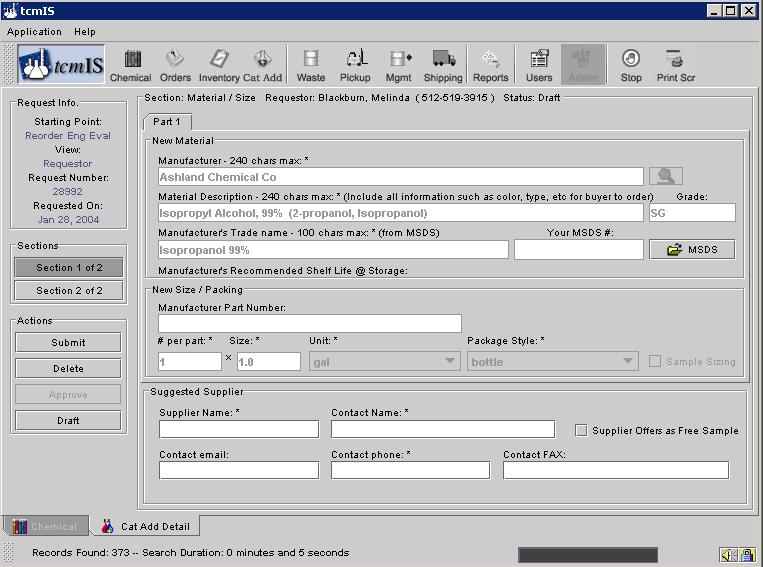 tcmIS
Application Help
tcmIS Chemical Orders Inventory Cat Add Waste Pickup Mgmt Shipping Reports Users Admin Stop Print Scr
Request Info.
Starting Point:
Reorder Eng Eval
View:
Requestor
Request Number:
28992
Requested On:
Jan 28, 2004
Sections
Section 1 of 2
Section 2 of 2
Actions
Submit
Delete
Approve
Draft
Section: Material / Size Requestor: Blackburn, Melinda ( 512-519-3915 ) Status: Draft
Part 1
New Material
Manufacturer - 240 chars max: *
Ashland Chemical Co
Material Description - 240 chars max: * (Include all information such as color, type, etc for buyer to order) Grade:
Isopropyl Alcohol, 99% (2-propanol, Isopropanol) SG
Manufacturer's Trade name - 100 chars max: * (from MSDS) Your MSDS #:
Isopropanol 99% MSDS
Manufacturer's Recommended Shelf Life @ Storage:
New Size / Packing
Manufacturer Part Number:
# per part: * Size: * Unit: * Package Style: *
1 x 1.0 gal bottle Sample Sizing
Suggested Supplier
Supplier Name: * Contact Name: *
Supplier Offers as Free Sample
Contact email: Contact phone: * Contact FAX:
Chemical Cat Add Detail
Records Found: 373 -- Search Duration: 0 minutes and 5 seconds